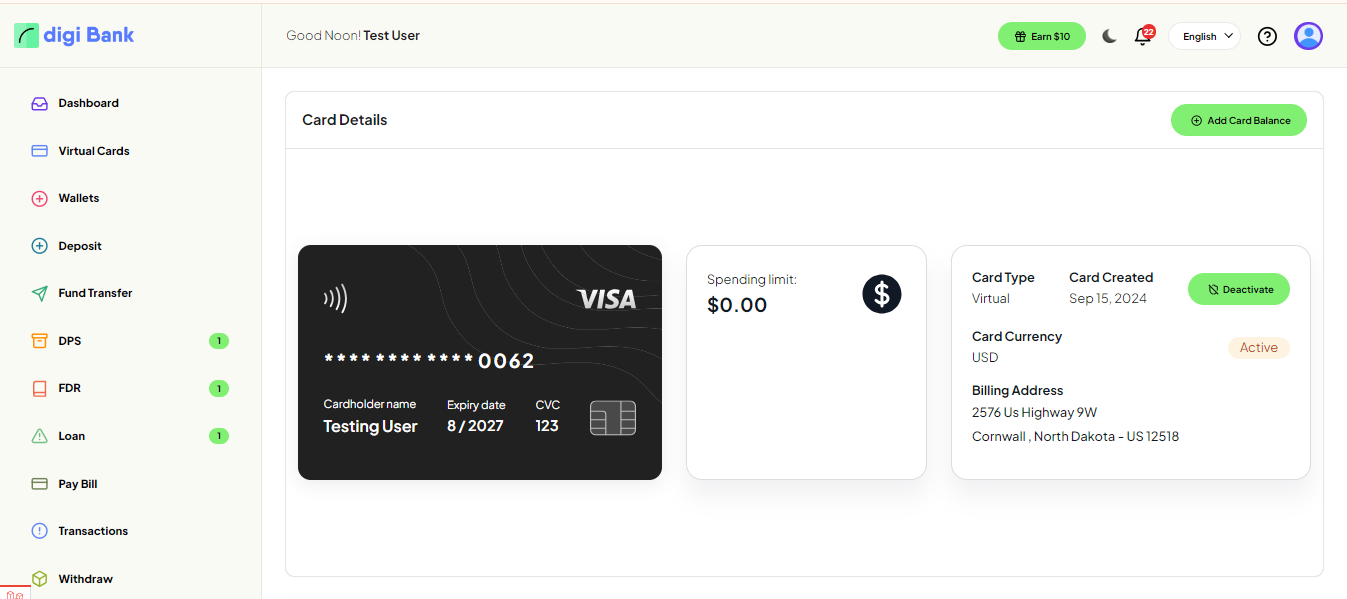 digi Bank
Good Noon! Test User
Earn $10
22
English
Dashboard
Virtual Cards
Wallets
Deposit
Fund Transfer
DPS 1
FDR 1
Loan 1
Pay Bill
Transactions
Withdraw
Card Details
Add Card Balance
VISA
**** **** **** 0062
Cardholder name Expiry date CVC
Testing User 8 / 2027 123
Spending limit:
$0.00
$
Card Type Card Created
Virtual Sep 15, 2024
Deactivate
Card Currency
USD
Active
Billing Address
2576 Us Highway 9W
Cornwall , North Dakota - US 12518